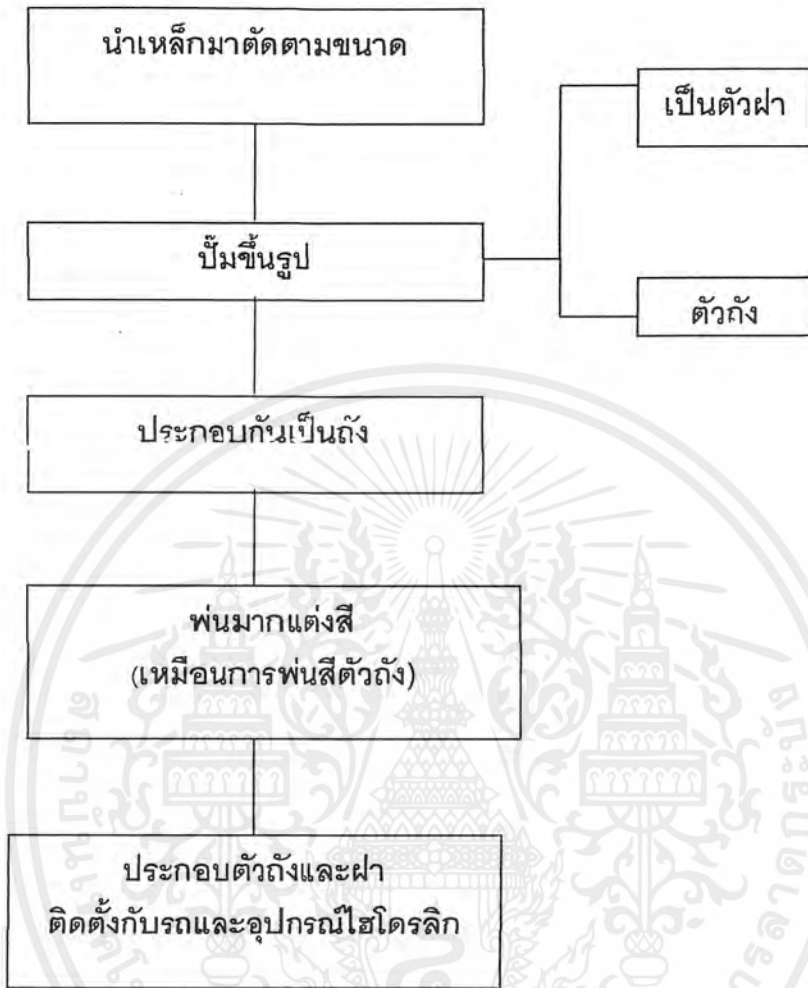 นำเหล็กมาตัดตามขนาด
เป็นตัวฝา
ปั๊มขึ้นรูป
ตัวถัง
ประกอบกันเป็นถัง
พ่นมากแต่งสี
(เหมือนการพ่นสีตัวถัง)
ประกอบตัวถังและฝา
ติดตั้งกับรถและอุปกรณ์ไฮโดรลิก